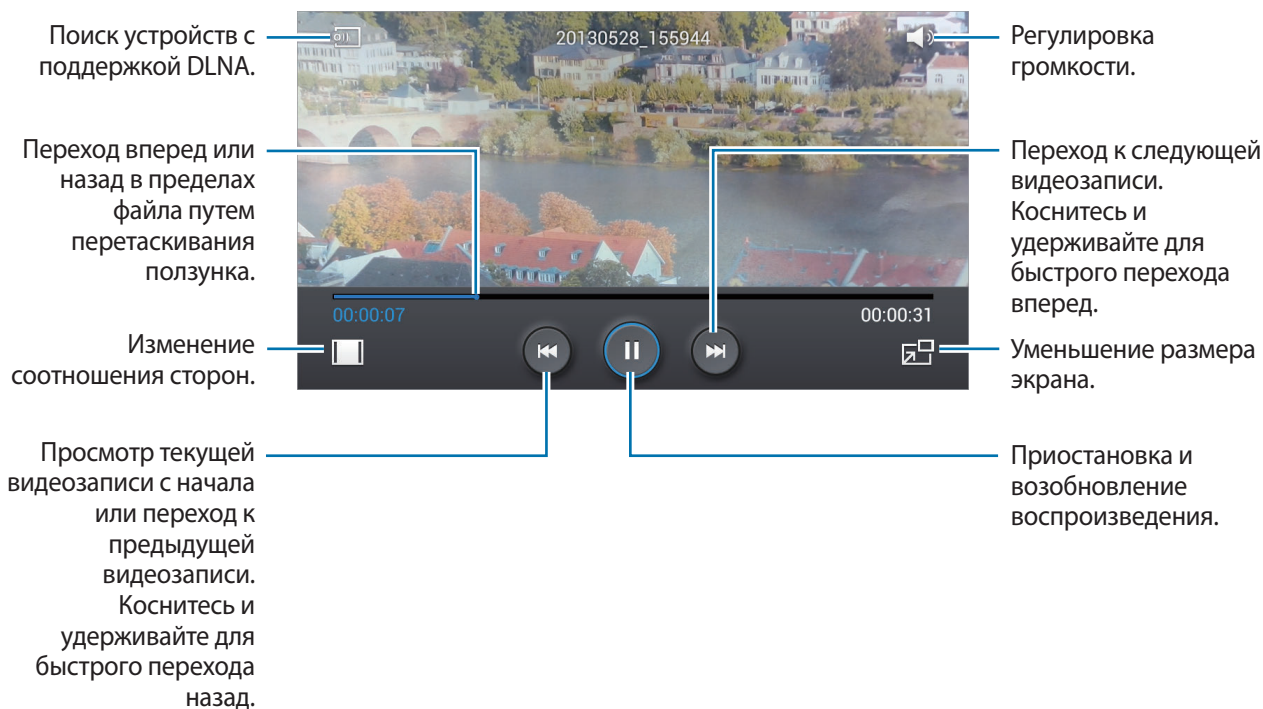 Поиск устройств с
поддержкой DLNA.
Переход вперед или
назад в пределах
файла путем
перетаскивания
ползунка.
Изменение
соотношения сторон.
Просмотр текущей
видеозаписи с начала
или переход к
предыдущей
видеозаписи.
Коснитесь и
удерживайте для
быстрого перехода
назад.
20130528_155944
00:00:07
00:00:31
Регулировка
громкости.
Переход к следующей
видеозаписи.
Коснитесь и
удерживайте для
быстрого перехода
вперед.
Уменьшение размера
экрана.
Приостановка и
возобновление
воспроизведения.